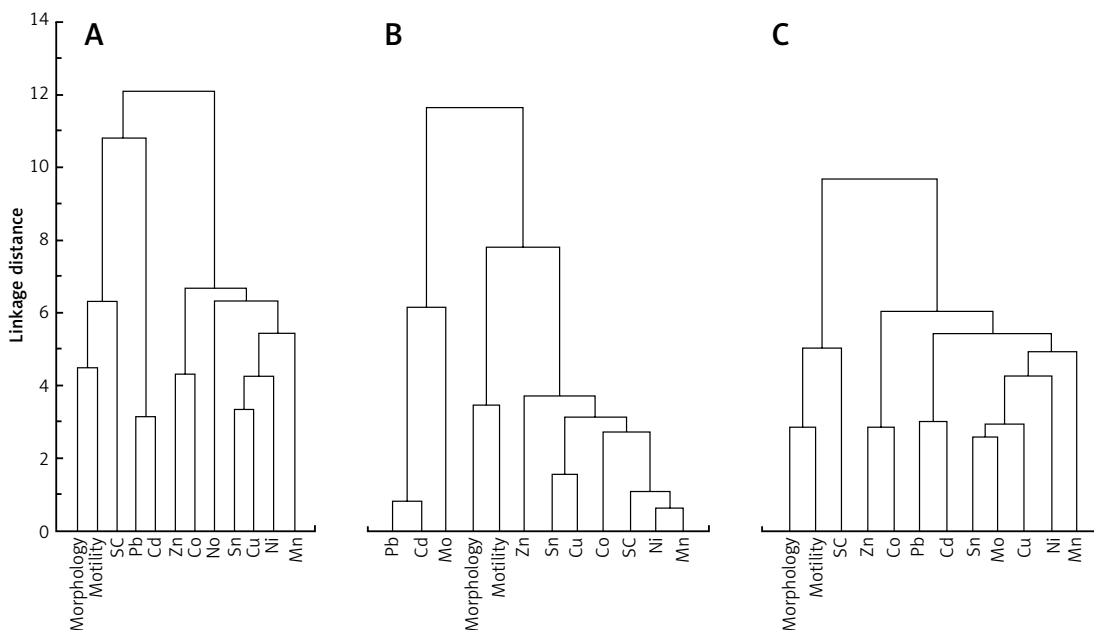 A
B
C
14
12
10
8
6
4
2
0
Linkage distance
Morphology
Motility
SC
Pb
Cd
Zn
Co
No
Sn
Cu
Ni
Mn
Pb
Cd
Mo
Morphology
Motility
Zn
Sn
Cu
Co
SC
Ni
Mn
Morphology
Motility
SC
Zn
Co
Pb
Cd
Sn
Mo
Cu
Ni
Mn